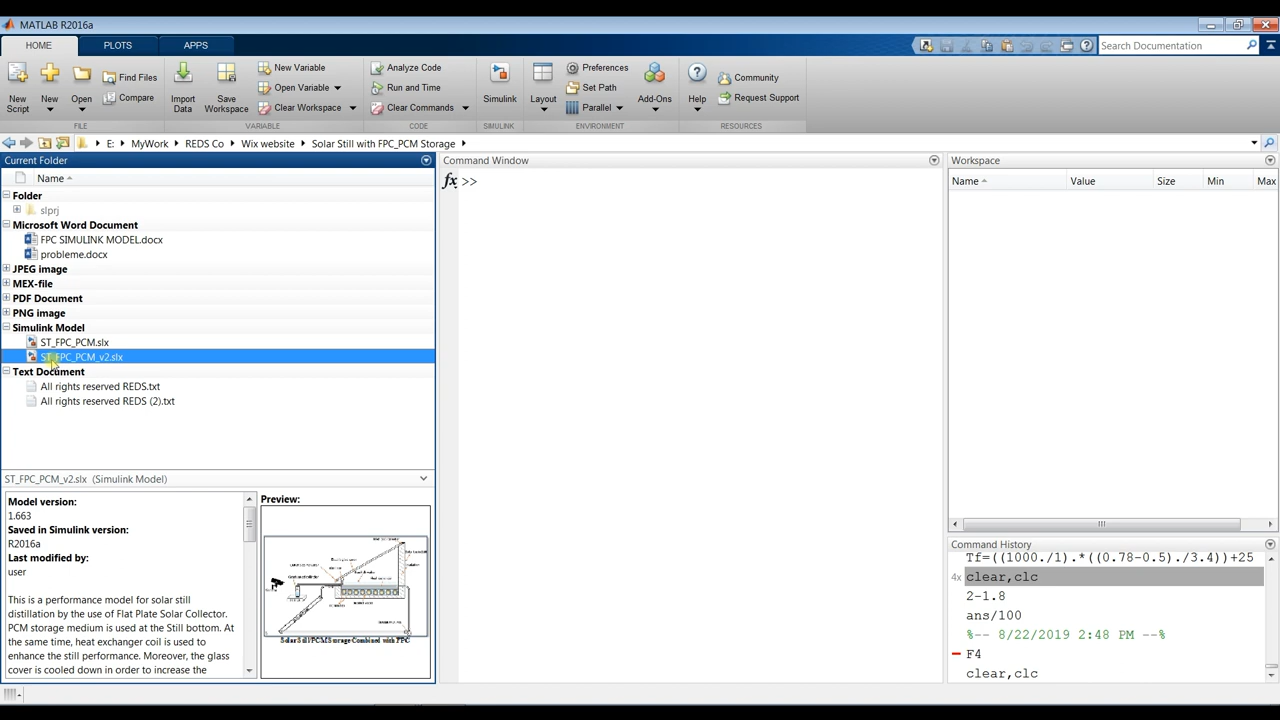 MATLAB R2016a
HOME
PLOTS
APPS
Search Documentation
New Script
New
Open
Find Files
Compare
Import Data
Save Workspace
New Variable
Open Variable
Clear Workspace
Analyze Code
Run and Time
Clear Commands
Simulink
Layout
Preferences
Set Path
Parallel
Add-Ons
Help
Community
Request Support
FILE
VARIABLE
CODE
SIMULINK
ENVIRONMENT
RESOURCES
E: MyWork REDS Co Wix website Solar Still with FPC_PCM Storage
Current Folder
Name
Folder
slprj
Microsoft Word Document
FPC SIMULINK MODEL.docx
probleme.docx
JPEG image
MEX-file
PDF Document
PNG image
Simulink Model
ST_FPC_PCM.slx
ST_FPC_PCM_v2.slx
Text Document
All rights reserved REDS.txt
All rights reserved REDS (2).txt
ST_FPC_PCM_v2.slx (Simulink Model)
Model version:
1.663
Saved in Simulink version:
R2016a
Last modified by:
user
This is a performance model for solar still
distillation by the use of Flat Plate Solar Collector.
PCM storage medium is used at the Still bottom. At
the same time, heat exchanger coil is used to
enhance the still performance. Moreover, the glass
cover is cooled down in order to increase the
Preview:
Solar Still PCM Storage Combined with FPC
Command Window
fx >>
Workspace
Name Value Size Min Max
Command History
Tf=((1000./1).*((0.78-0.5)./3.4))+25
4x clear,clc
2-1.8
ans/100
%-- 8/22/2019 2:48 PM --%
F4
clear,clc